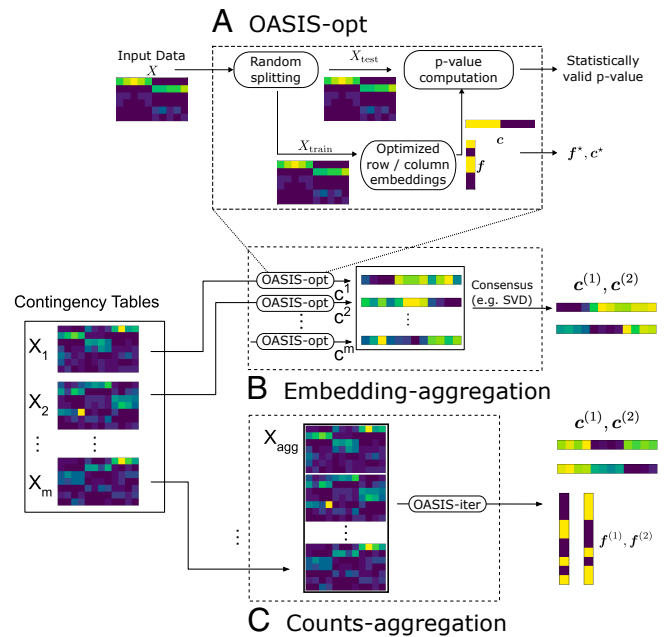 A OASIS-opt
Input Data
X
Random
splitting
X_test
p-value
computation
Statistically
valid p-value
X_train
Optimized
row / column
embeddings
c
f
f*, c*
OASIS-opt
c^1
OASIS-opt
c^2
⋮
OASIS-opt
c^m
⋮
Consensus
(e.g. SVD)
c^(1), c^(2)
Contingency Tables
X_1
X_2
⋮ ⋮
X_m
B Embedding-aggregation
X_agg
⋮
⋮
OASIS-iter
c^(1), c^(2)
f^(1), f^(2)
C Counts-aggregation